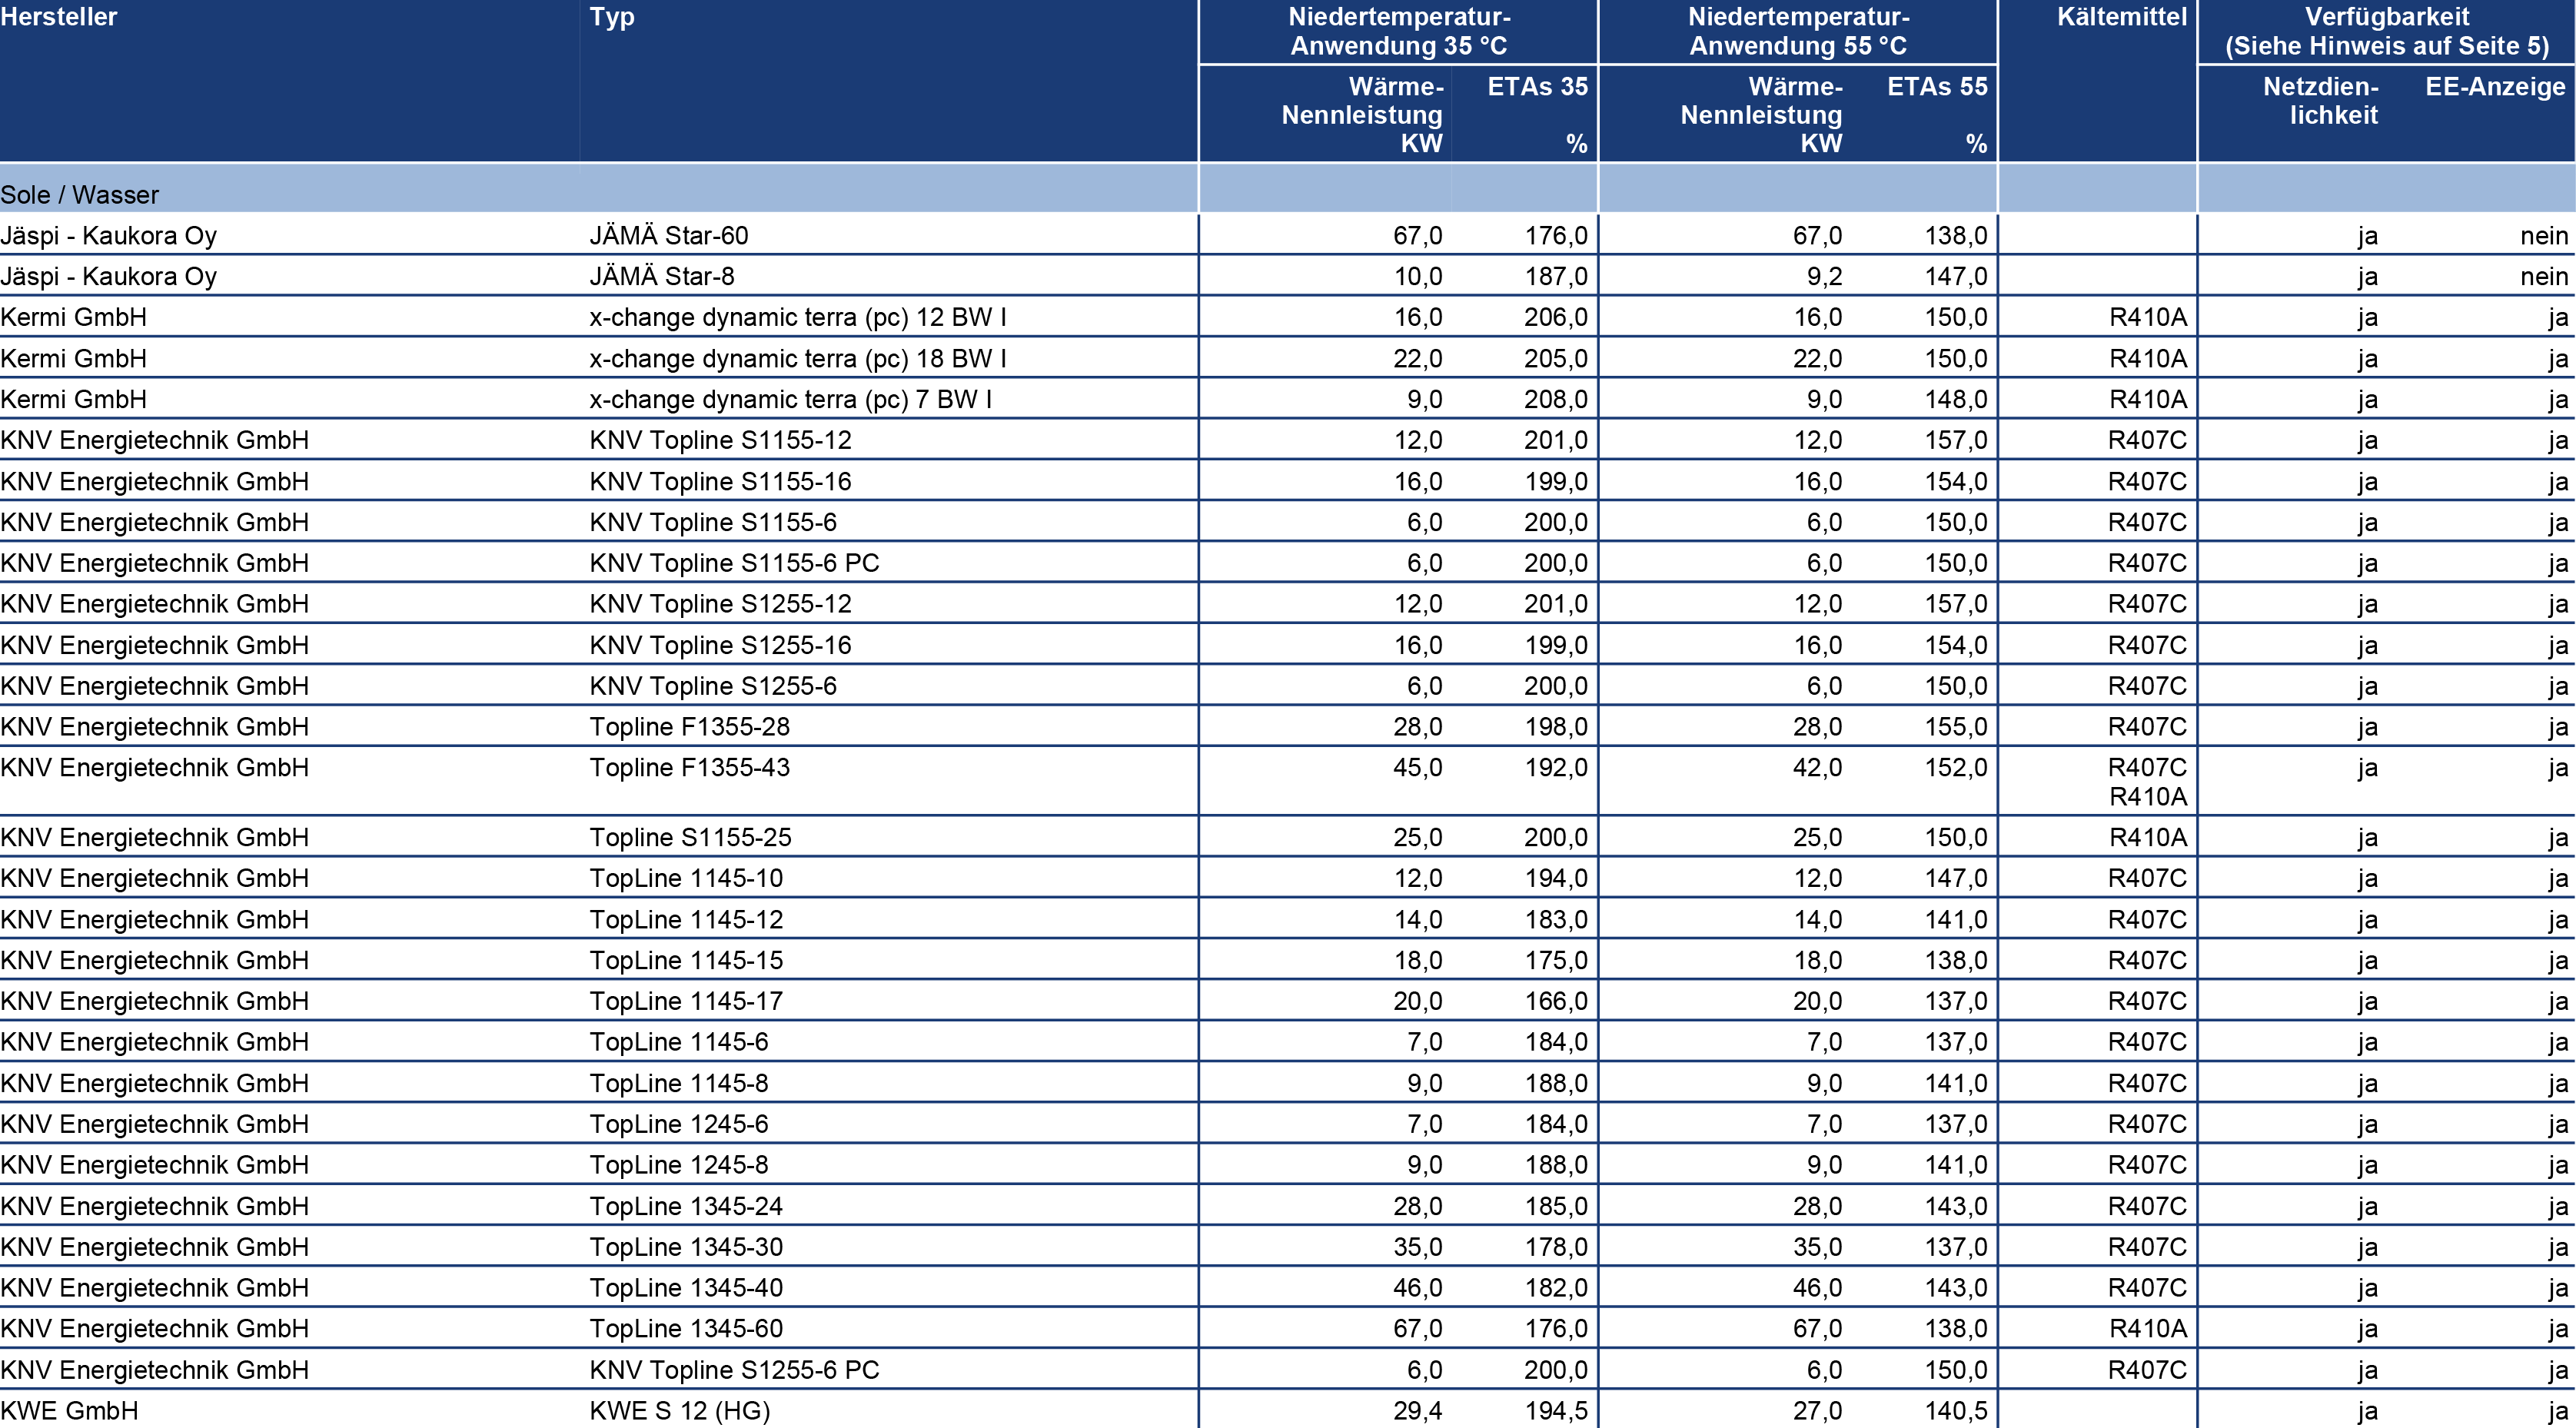 Hersteller Typ Niedertemperatur- Niedertemperatur- Kältemittel Verfügbarkeit
Anwendung 35 °C Anwendung 55 °C (Siehe Hinweis auf Seite 5)
Wärme- ETAs 35 Wärme- ETAs 55 Netzdien- EE-Anzeige
Nennleistung Nennleistung lichkeit
KW % KW %
Sole / Wasser
Jäspi - Kaukora Oy JÄMÄ Star-60 67,0 176,0 67,0 138,0 ja nein
Jäspi - Kaukora Oy JÄMÄ Star-8 10,0 187,0 9,2 147,0 ja nein
Kermi GmbH x-change dynamic terra (pc) 12 BW I 16,0 206,0 16,0 150,0 R410A ja ja
Kermi GmbH x-change dynamic terra (pc) 18 BW I 22,0 205,0 22,0 150,0 R410A ja ja
Kermi GmbH x-change dynamic terra (pc) 7 BW I 9,0 208,0 9,0 148,0 R410A ja ja
KNV Energietechnik GmbH KNV Topline S1155-12 12,0 201,0 12,0 157,0 R407C ja ja
KNV Energietechnik GmbH KNV Topline S1155-16 16,0 199,0 16,0 154,0 R407C ja ja
KNV Energietechnik GmbH KNV Topline S1155-6 6,0 200,0 6,0 150,0 R407C ja ja
KNV Energietechnik GmbH KNV Topline S1155-6 PC 6,0 200,0 6,0 150,0 R407C ja ja
KNV Energietechnik GmbH KNV Topline S1255-12 12,0 201,0 12,0 157,0 R407C ja ja
KNV Energietechnik GmbH KNV Topline S1255-16 16,0 199,0 16,0 154,0 R407C ja ja
KNV Energietechnik GmbH KNV Topline S1255-6 6,0 200,0 6,0 150,0 R407C ja ja
KNV Energietechnik GmbH Topline F1355-28 28,0 198,0 28,0 155,0 R407C ja ja
KNV Energietechnik GmbH Topline F1355-43 45,0 192,0 42,0 152,0 R407C ja ja
R410A
KNV Energietechnik GmbH Topline S1155-25 25,0 200,0 25,0 150,0 R410A ja ja
KNV Energietechnik GmbH TopLine 1145-10 12,0 194,0 12,0 147,0 R407C ja ja
KNV Energietechnik GmbH TopLine 1145-12 14,0 183,0 14,0 141,0 R407C ja ja
KNV Energietechnik GmbH TopLine 1145-15 18,0 175,0 18,0 138,0 R407C ja ja
KNV Energietechnik GmbH TopLine 1145-17 20,0 166,0 20,0 137,0 R407C ja ja
KNV Energietechnik GmbH TopLine 1145-6 7,0 184,0 7,0 137,0 R407C ja ja
KNV Energietechnik GmbH TopLine 1145-8 9,0 188,0 9,0 141,0 R407C ja ja
KNV Energietechnik GmbH TopLine 1245-6 7,0 184,0 7,0 137,0 R407C ja ja
KNV Energietechnik GmbH TopLine 1245-8 9,0 188,0 9,0 141,0 R407C ja ja
KNV Energietechnik GmbH TopLine 1345-24 28,0 185,0 28,0 143,0 R407C ja ja
KNV Energietechnik GmbH TopLine 1345-30 35,0 178,0 35,0 137,0 R407C ja ja
KNV Energietechnik GmbH TopLine 1345-40 46,0 182,0 46,0 143,0 R407C ja ja
KNV Energietechnik GmbH TopLine 1345-60 67,0 176,0 67,0 138,0 R410A ja ja
KNV Energietechnik GmbH KNV Topline S1255-6 PC 6,0 200,0 6,0 150,0 R407C ja ja
KWE GmbH KWE S 12 (HG) 29,4 194,5 27,0 140,5 ja ja